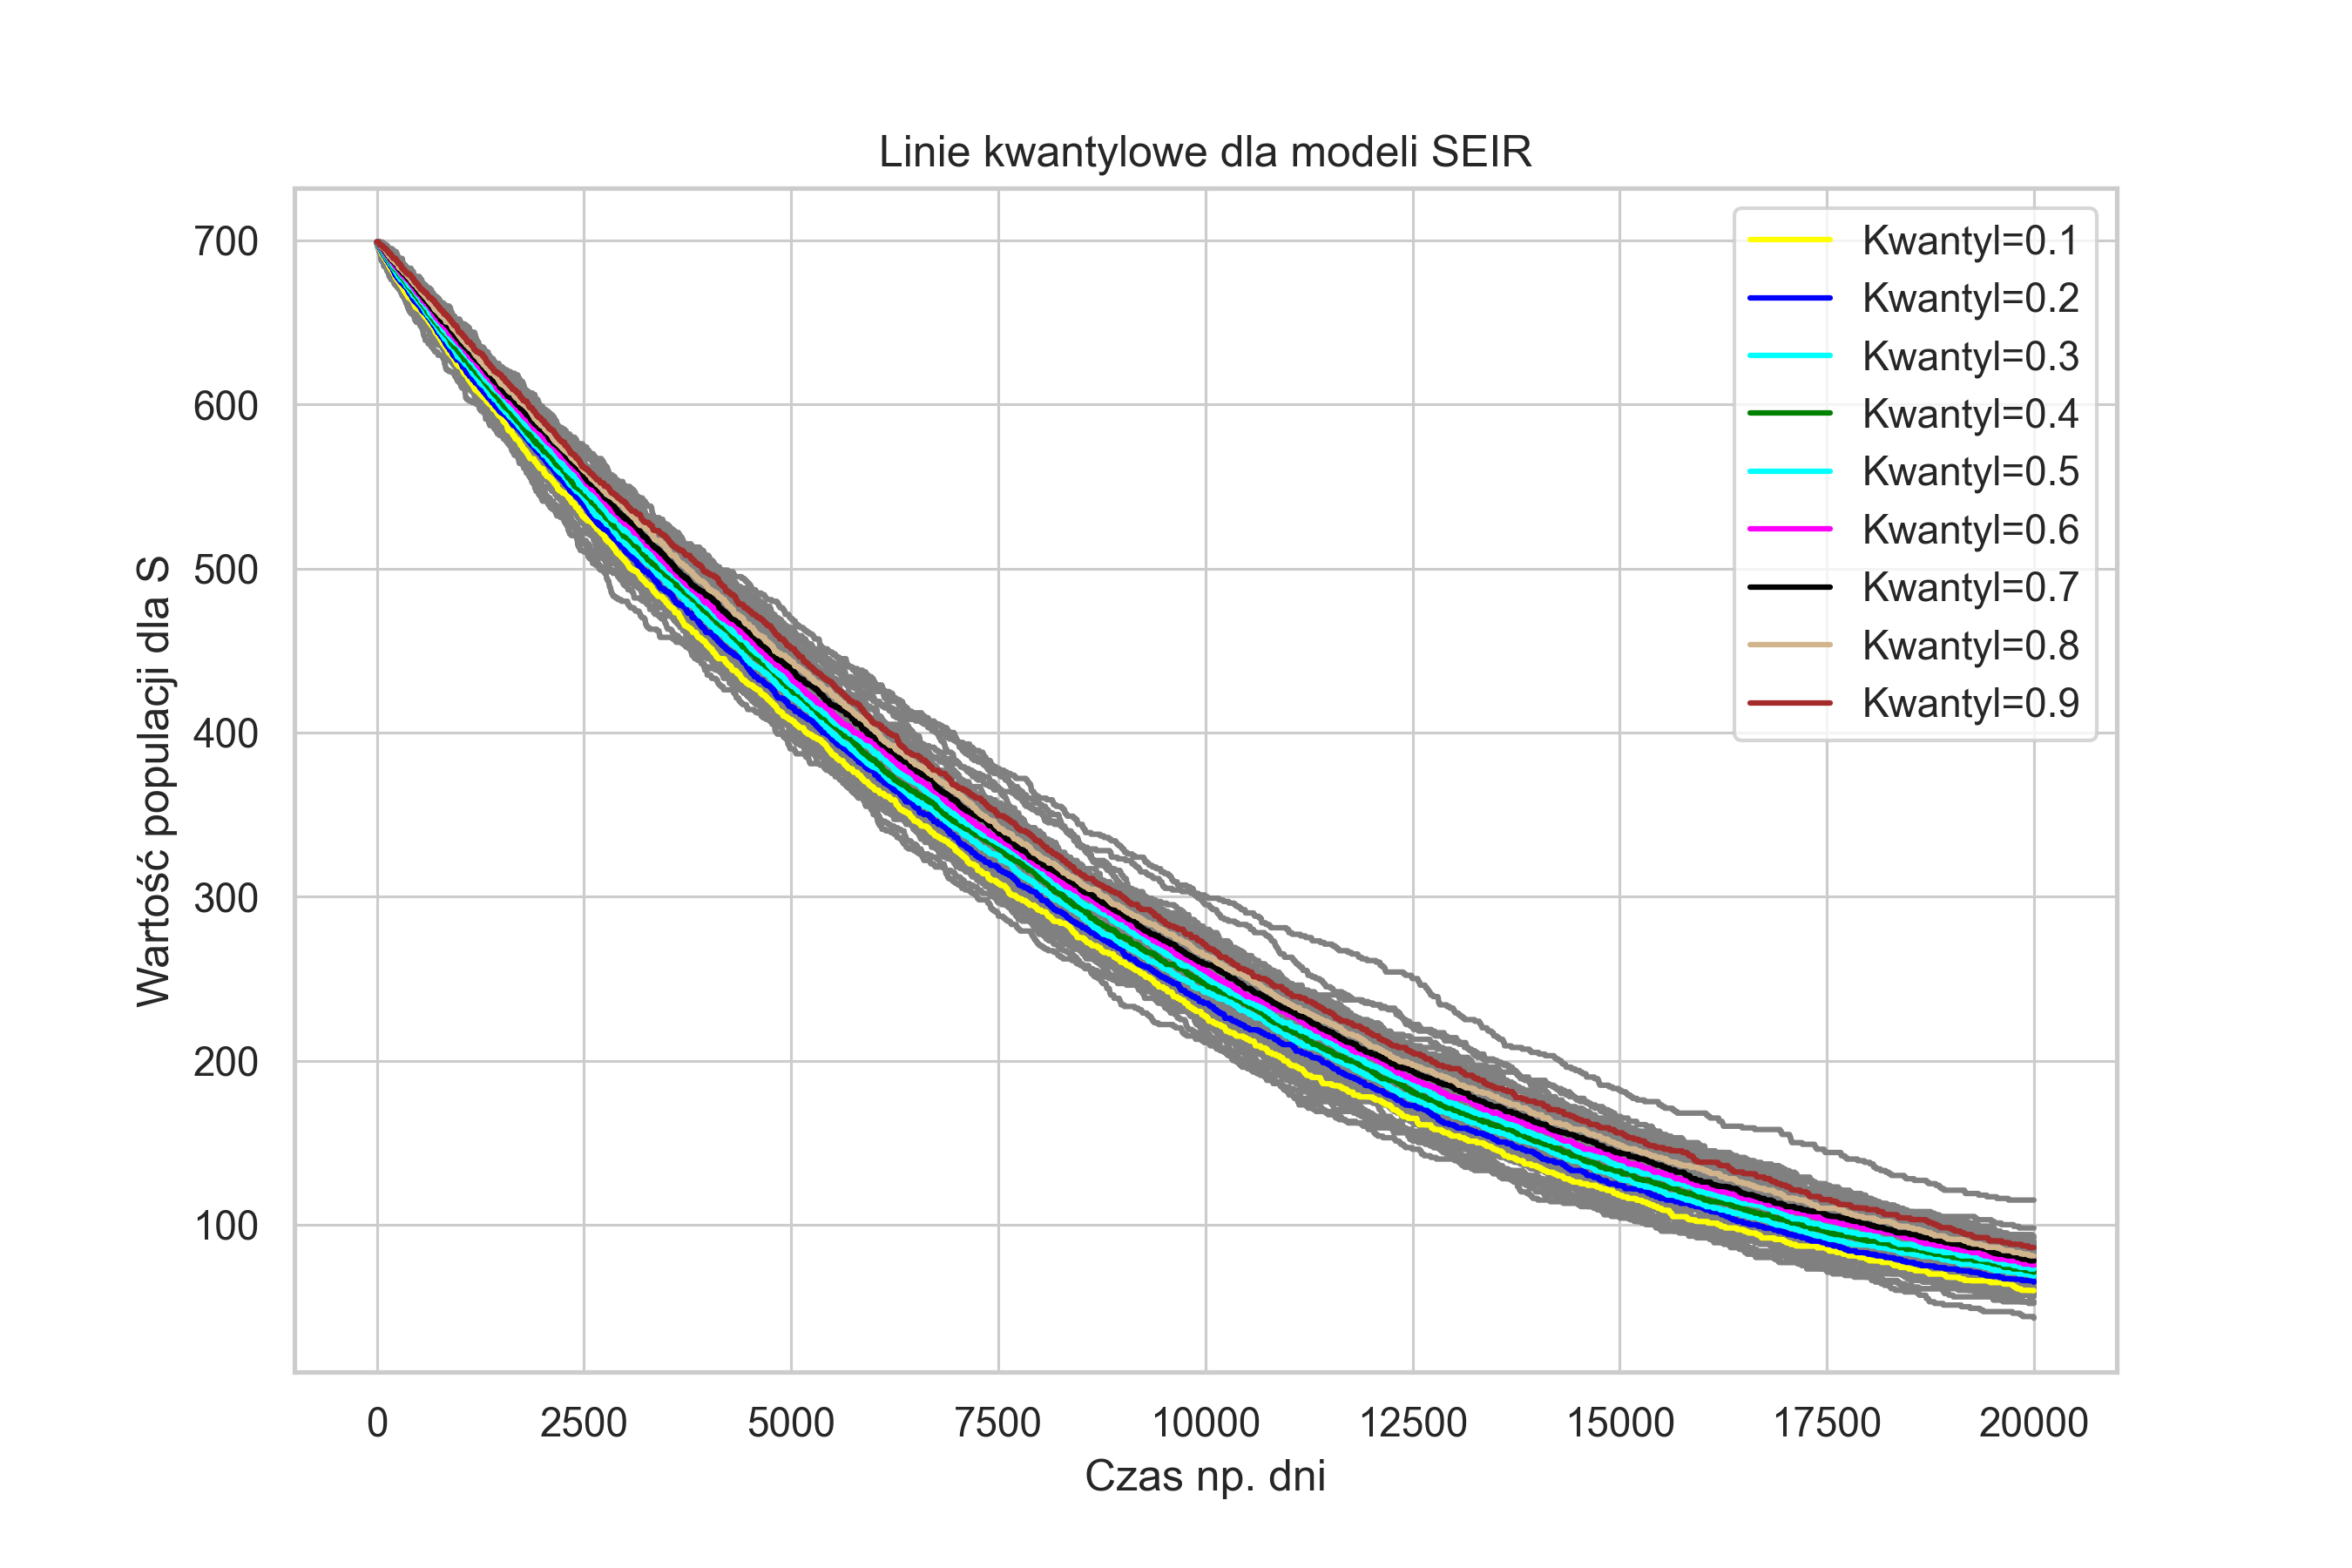 Linie kwantylowe dla modeli SEIR
Wartość populacji dla S
700
600
500
400
300
200
100
Kwantyl=0.1
Kwantyl=0.2
Kwantyl=0.3
Kwantyl=0.4
Kwantyl=0.5
Kwantyl=0.6
Kwantyl=0.7
Kwantyl=0.8
Kwantyl=0.9
0 2500 5000 7500 10000 12500 15000 17500 20000
Czas np. dni